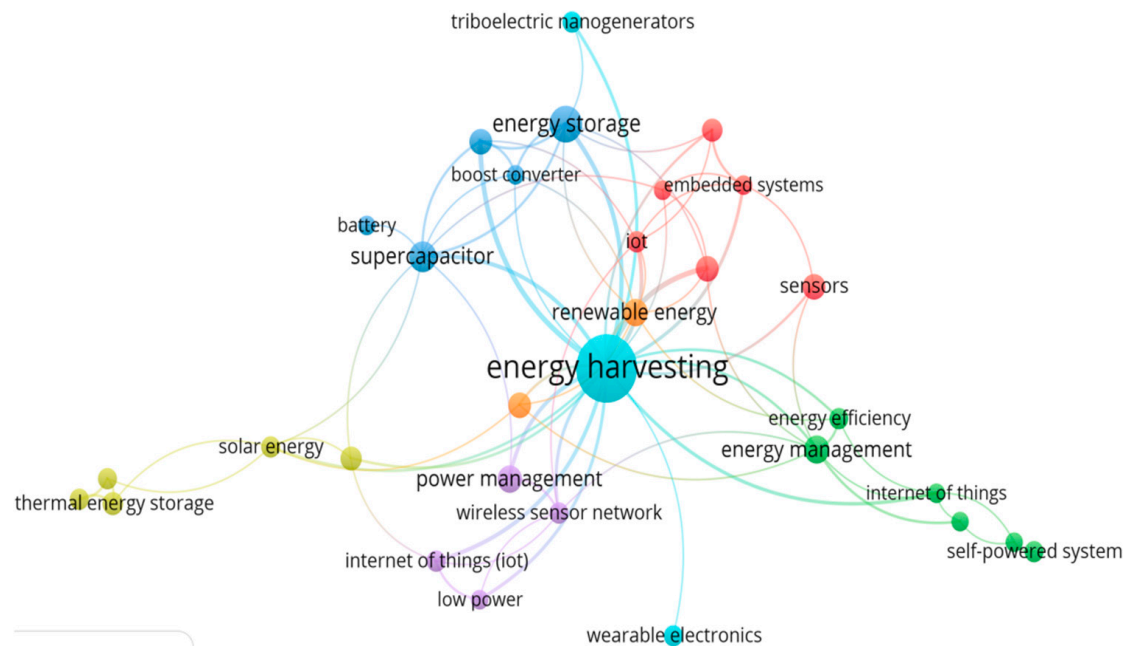 triboelectric nanogenerators
energy storage
boost converter
embedded systems
battery
iot
supercapacitor
sensors
renewable energy
energy harvesting
energy efficiency
solar energy
energy management
power management
internet of things
thermal energy storage
wireless sensor network
self-powered system
internet of things (iot)
low power
wearable electronics